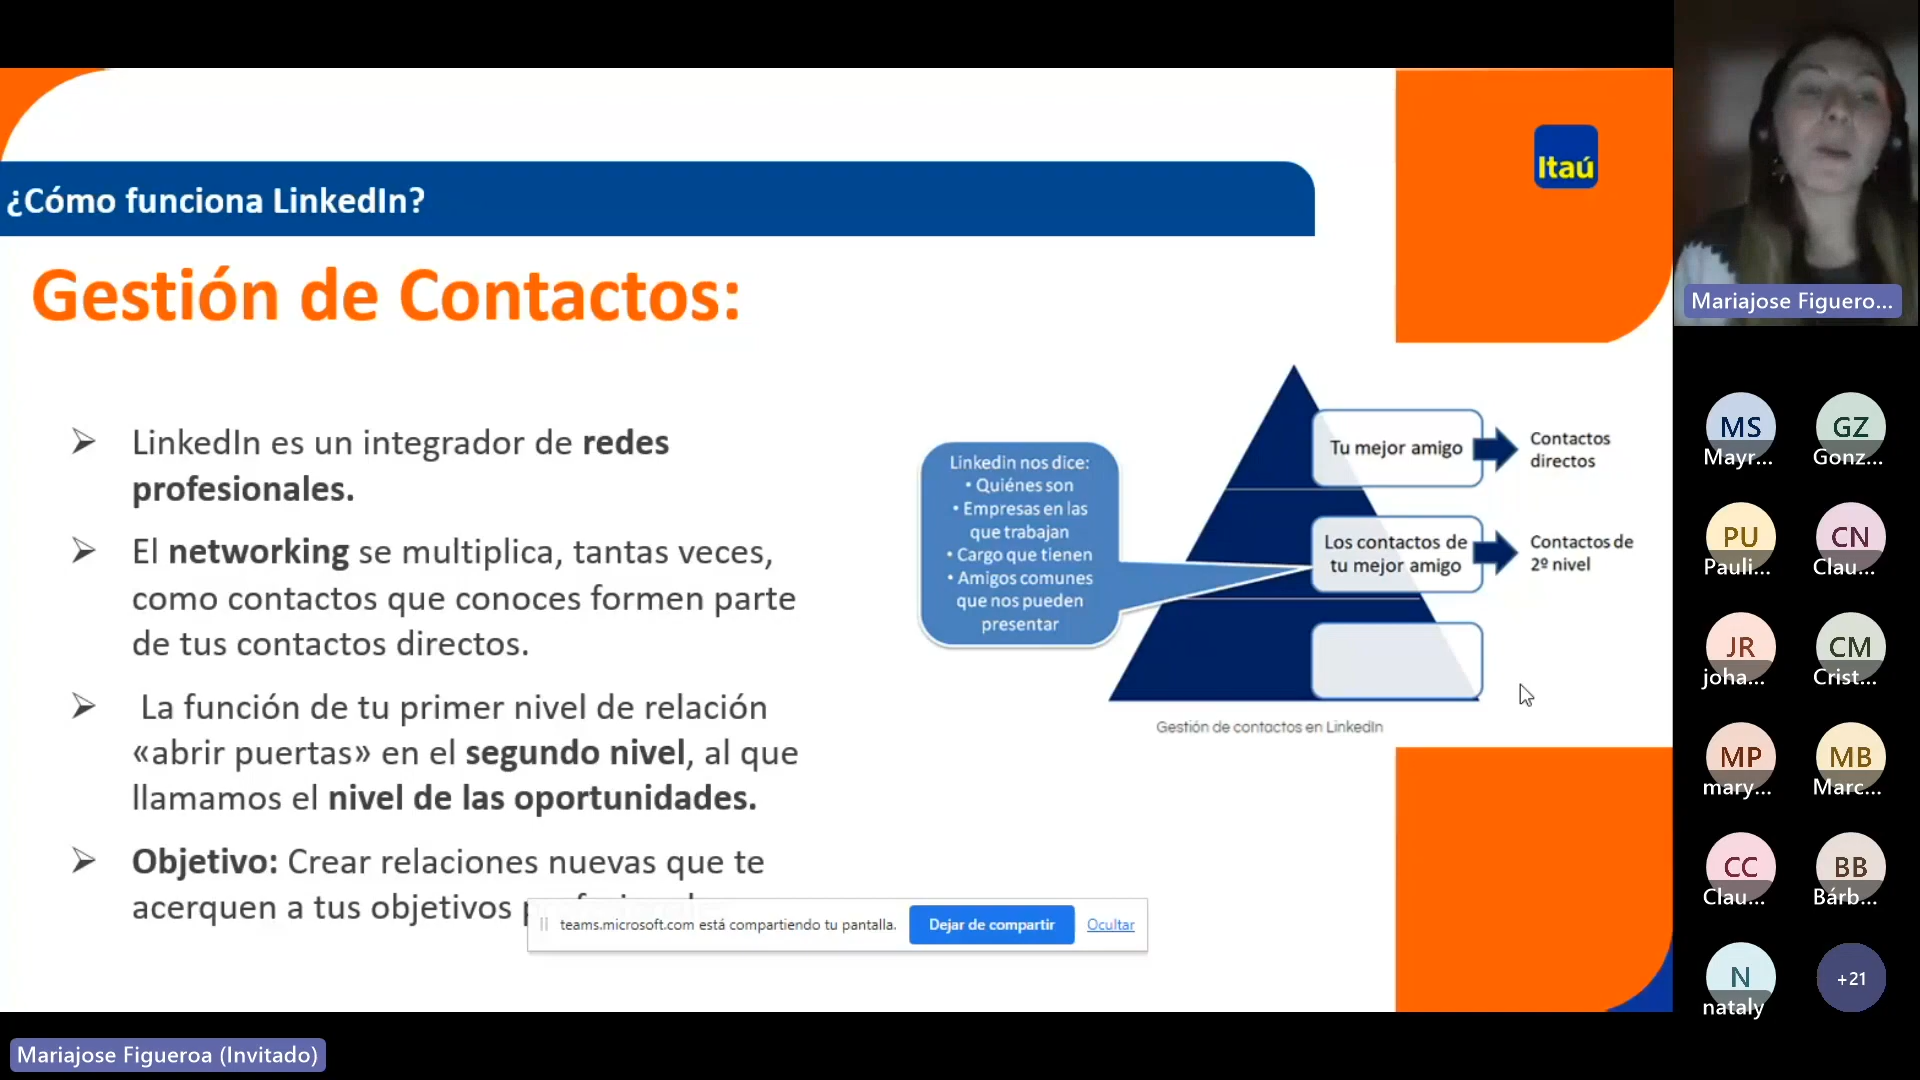 Itaú
¿Cómo funciona LinkedIn?
Gestión de Contactos:
LinkedIn es un integrador de redes
profesionales.
El networking se multiplica, tantas veces,
como contactos que conoces formen parte
de tus contactos directos.
La función de tu primer nivel de relación
«abrir puertas» en el segundo nivel, al que
llamamos el nivel de las oportunidades.
Objetivo: Crear relaciones nuevas que te
acerquen a tus objetivos
Linkedin nos dice:
• Quiénes son
• Empresas en las
que trabajan
• Cargo que tienen
• Amigos comunes
que nos pueden
presentar
Tu mejor amigo
Contactos
directos
Los contactos de
tu mejor amigo
Contactos de
2º nivel
Gestión de contactos en LinkedIn
teams.microsoft.com está compartiendo tu pantalla.
Dejar de compartir
Ocultar
Mariajose Figuero...
MS
Mayr...
GZ
Gonz...
PU
Pauli...
CN
Clau...
JR
joha...
CM
Crist...
MP
mary...
MB
Marc...
CC
Clau...
BB
Bárb...
N
nataly
+21
Mariajose Figueroa (Invitado)